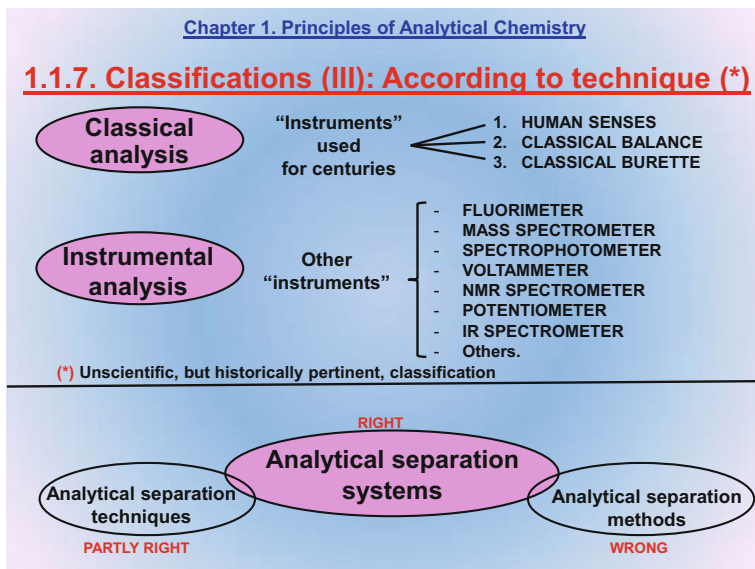 Chapter 1. Principles of Analytical Chemistry
1.1.7. Classifications (III): According to technique (*)
Classical
analysis
“Instruments”
used
for centuries
1. HUMAN SENSES
2. CLASSICAL BALANCE
3. CLASSICAL BURETTE
Instrumental
analysis
Other
“instruments”
- FLUORIMETER
- MASS SPECTROMETER
- SPECTROPHOTOMETER
- VOLTAMMETER
- NMR SPECTROMETER
- POTENTIOMETER
- IR SPECTROMETER
- Others.
(*) Unscientific, but historically pertinent, classification
RIGHT
Analytical separation
systems
Analytical separation
techniques
PARTLY RIGHT
Analytical separation
methods
WRONG